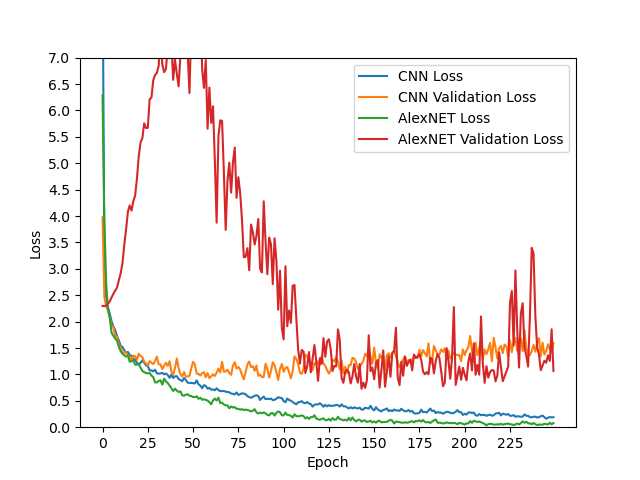 7.0
6.5
6.0
5.5
5.0
4.5
4.0
3.5
3.0
2.5
2.0
1.5
1.0
0.5
0.0
Loss
CNN Loss
CNN Validation Loss
AlexNET Loss
AlexNET Validation Loss
0 25 50 75 100 125 150 175 200 225
Epoch